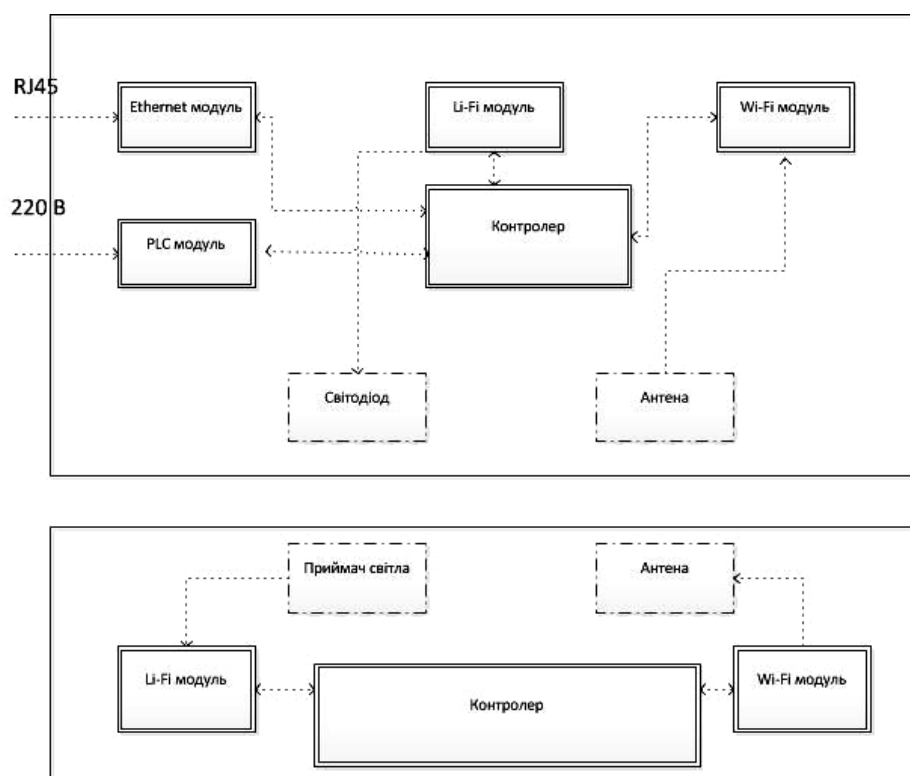 RJ45
Ethernet модуль
Li-Fi модуль
Wi-Fi модуль
220 В
PLC модуль
Контролер
Світодіод
Антена
Приймач світла
Антена
Li-Fi модуль
Контролер
Wi-Fi модуль